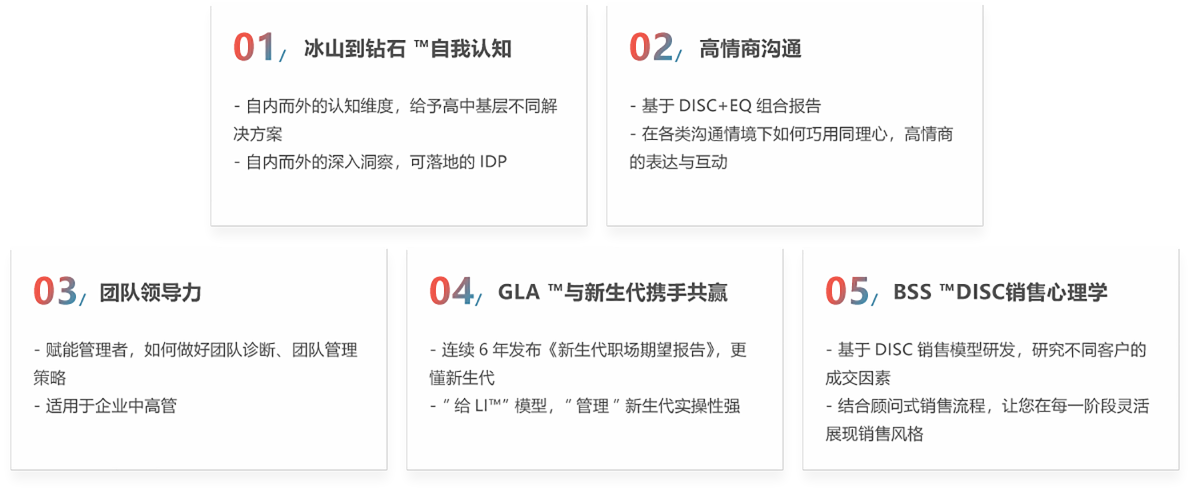 01/ 冰山到钻石 ™自我认知
- 自内而外的认知维度，给予高中基层不同解
决方案
- 自内而外的深入洞察，可落地的 IDP
02/ 高情商沟通
- 基于 DISC+EQ 组合报告
- 在各类沟通情境下如何巧用同理心，高情商
的表达与互动
03/ 团队领导力
- 赋能管理者，如何做好团队诊断、团队管理
策略
- 适用于企业中高管
04/ GLA ™与新生代携手共赢
- 连续 6 年发布《新生代职场期望报告》，更
懂新生代
- “ 给 LI™” 模型，“ 管理 ” 新生代实操性强
05/ BSS ™DISC销售心理学
- 基于 DISC 销售模型研发，研究不同客户的
成交因素
- 结合顾问式销售流程，让您在每一阶段灵活
展现销售风格